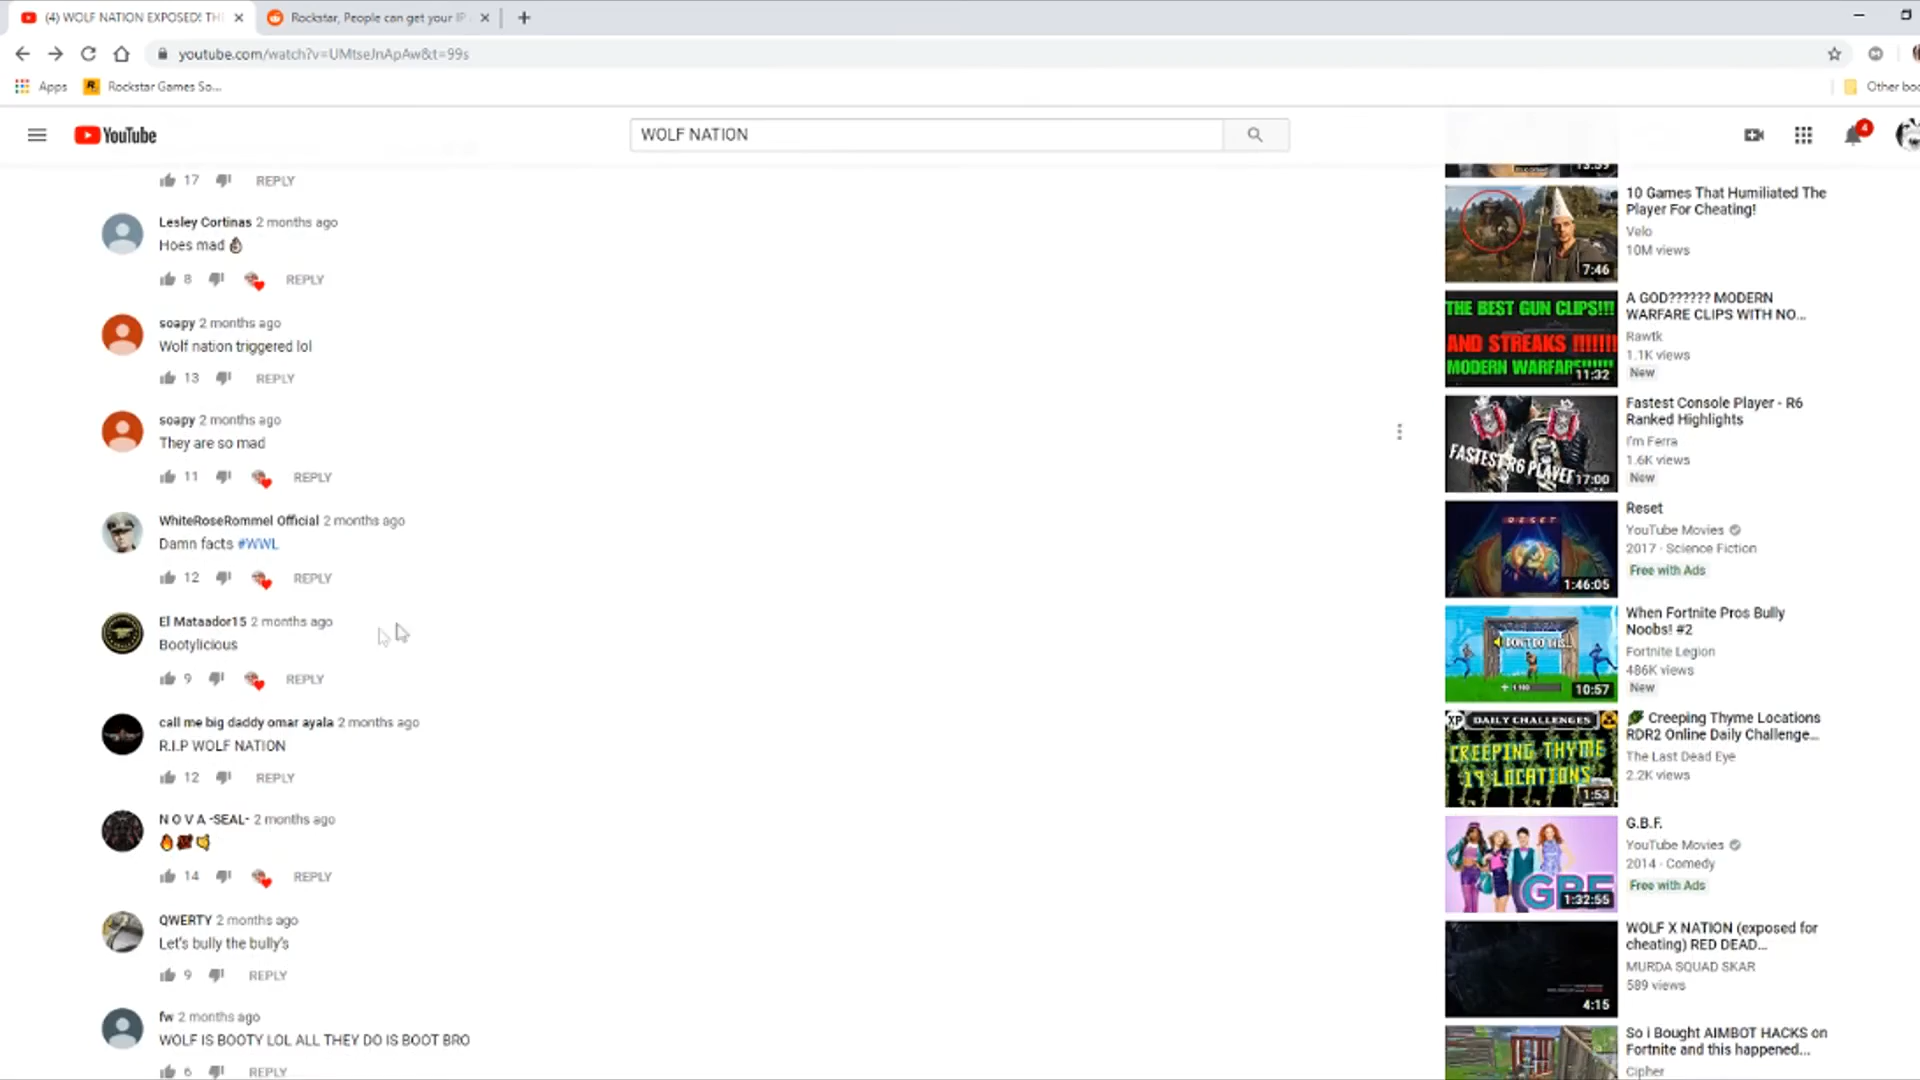 (4) WOLF NATION EXPOSED! TH
Rockstar, People can get your IP
youtube.com/watch?v=UMtseJnApAw&t=99s
Apps
Rockstar Games So...
Other boo
YouTube
WOLF NATION
4
17 REPLY
Lesley Cortinas 2 months ago
Hoes mad 👌🏿
8 REPLY
soapy 2 months ago
Wolf nation triggered lol
13 REPLY
soapy 2 months ago
They are so mad
11 REPLY
WhiteRoseRommel Official 2 months ago
Damn facts #WWL
12 REPLY
El Mataador15 2 months ago
Bootylicious
9 REPLY
call me big daddy omar ayala 2 months ago
R.I.P WOLF NATION
12 REPLY
N O V A -SEAL- 2 months ago
14 REPLY
QWERTY 2 months ago
Let's bully the bully's
9 REPLY
fw 2 months ago
WOLF IS BOOTY LOL ALL THEY DO IS BOOT BRO
6 REPLY
13:39
10 Games That Humiliated The
Player For Cheating!
Velo
10M views
7:46
THE BEST GUN CLIPS!!!
AND STREAKS !!!!!!!
MODERN WARFARE!!!!!!
11:32
A GOD?????? MODERN
WARFARE CLIPS WITH NO...
Rawtk
1.1K views
New
FASTEST R6 PLAYER
17:00
Fastest Console Player - R6
Ranked Highlights
I'm Ferra
1.6K views
New
RESET
1:46:05
Reset
YouTube Movies
2017 · Science Fiction
Free with Ads
10:57
When Fortnite Pros Bully
Noobs! #2
Fortnite Legion
486K views
New
XP DAILY CHALLENGES
CREEPING THYME
19 LOCATIONS
1:53
Creeping Thyme Locations
RDR2 Online Daily Challenge...
The Last Dead Eye
2.2K views
GBF
1:32:55
G.B.F.
YouTube Movies
2014 · Comedy
Free with Ads
4:15
WOLF X NATION (exposed for
cheating) RED DEAD...
MURDA SQUAD SKAR
589 views
So i Bought AIMBOT HACKS on
Fortnite and this happened...
Cipher